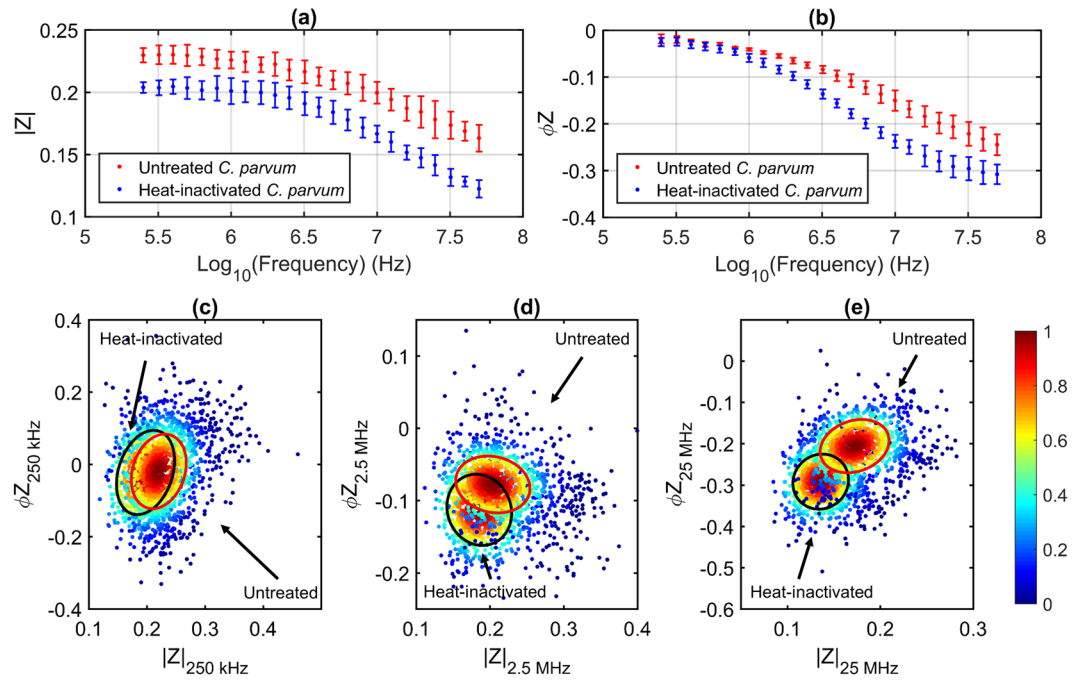 (a)
0.25
0.2
0.15
0.1
|Z|
Untreated C. parvum
Heat-inactivated C. parvum
5 5.5 6 6.5 7 7.5 8
Log10(Frequency) (Hz)
(b)
0
-0.1
-0.2
-0.3
-0.4
ϕZ
Untreated C. parvum
Heat-inactivated C. parvum
5 5.5 6 6.5 7 7.5 8
Log10(Frequency) (Hz)
(c)
0.4
0.2
0
-0.2
-0.4
ϕZ250 kHz
Heat-inactivated
Untreated
0.1 0.2 0.3 0.4
|Z|250 kHz
(d)
0.1
0
-0.1
-0.2
ϕZ2.5 MHz
Untreated
Heat-inactivated
0.1 0.2 0.3 0.4
|Z|2.5 MHz
(e)
0
-0.1
-0.2
-0.3
-0.4
-0.5
-0.6
ϕZ25 MHz
Untreated
Heat-inactivated
0.1 0.2 0.3
|Z|25 MHz
1
0.8
0.6
0.4
0.2
0